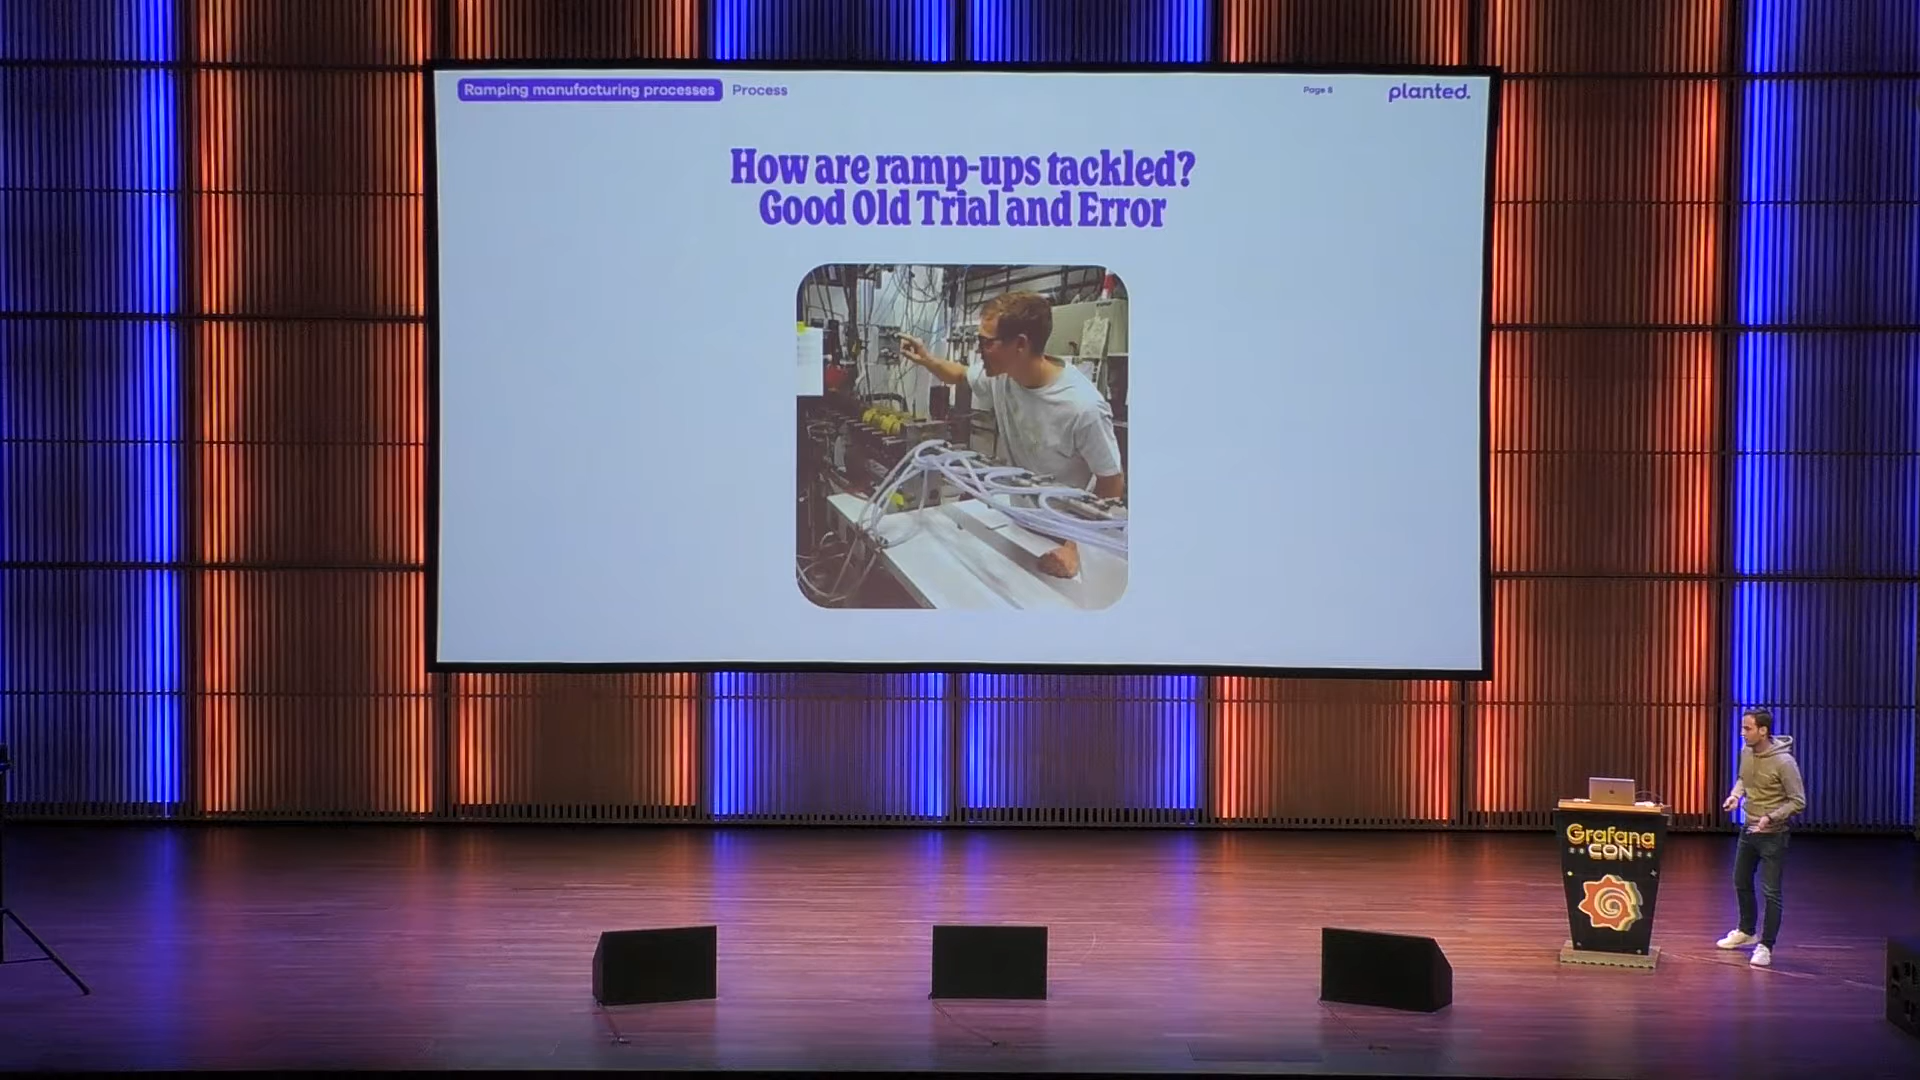 Ramping manufacturing processes Process Page 8 planted.
How are ramp-ups tackled?
Good Old Trial and Error
Grafana
CON